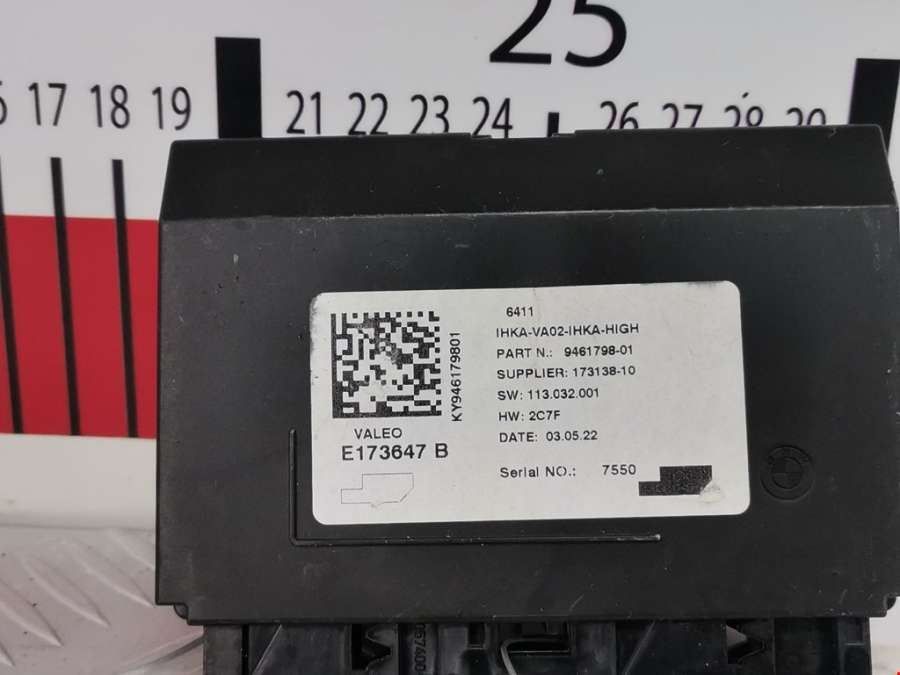 25
17 18 19 21 22 23 24 26 27 28
6411
IHKA-VA02-IHKA-HIGH
PART N.: 9461798-01
SUPPLIER: 173138-10
SW: 113.032.001
HW: 2C7F
DATE: 03.05.22
Serial NO.: 7550
KY946179801
VALEO
E173647 B